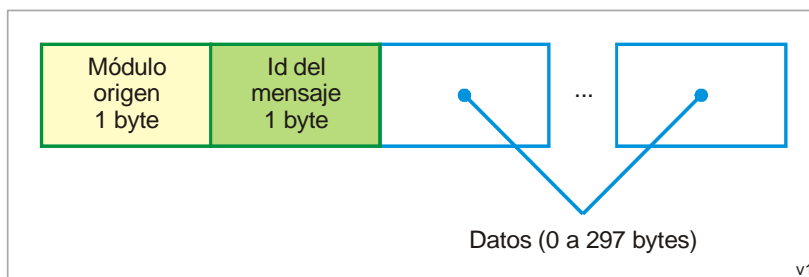 Módulo
origen
1 byte
Id del
mensaje
1 byte
...
Datos (0 a 297 bytes)